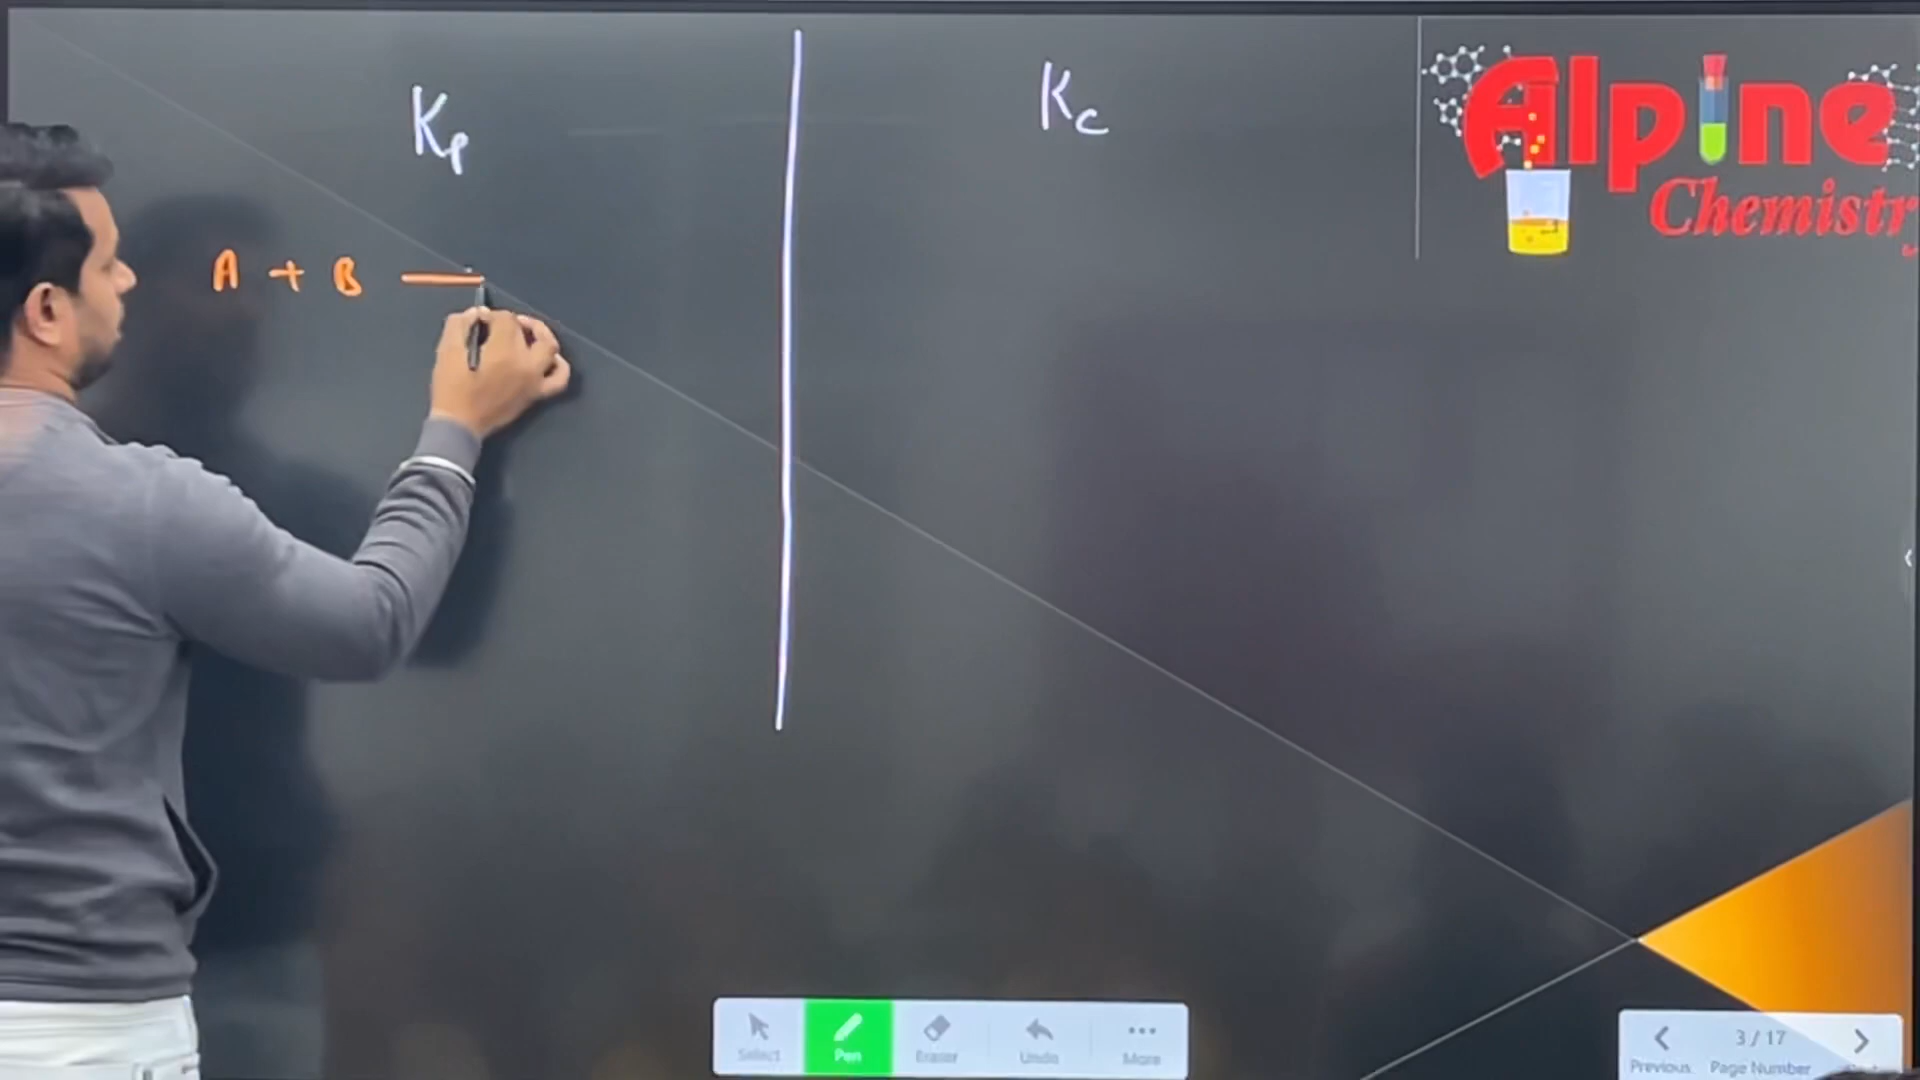 Kp
Kc
Alpine
Chemistry
A + B —
Select
Pen
Eraser
Undo
More
3 / 17
Previous
Page Number